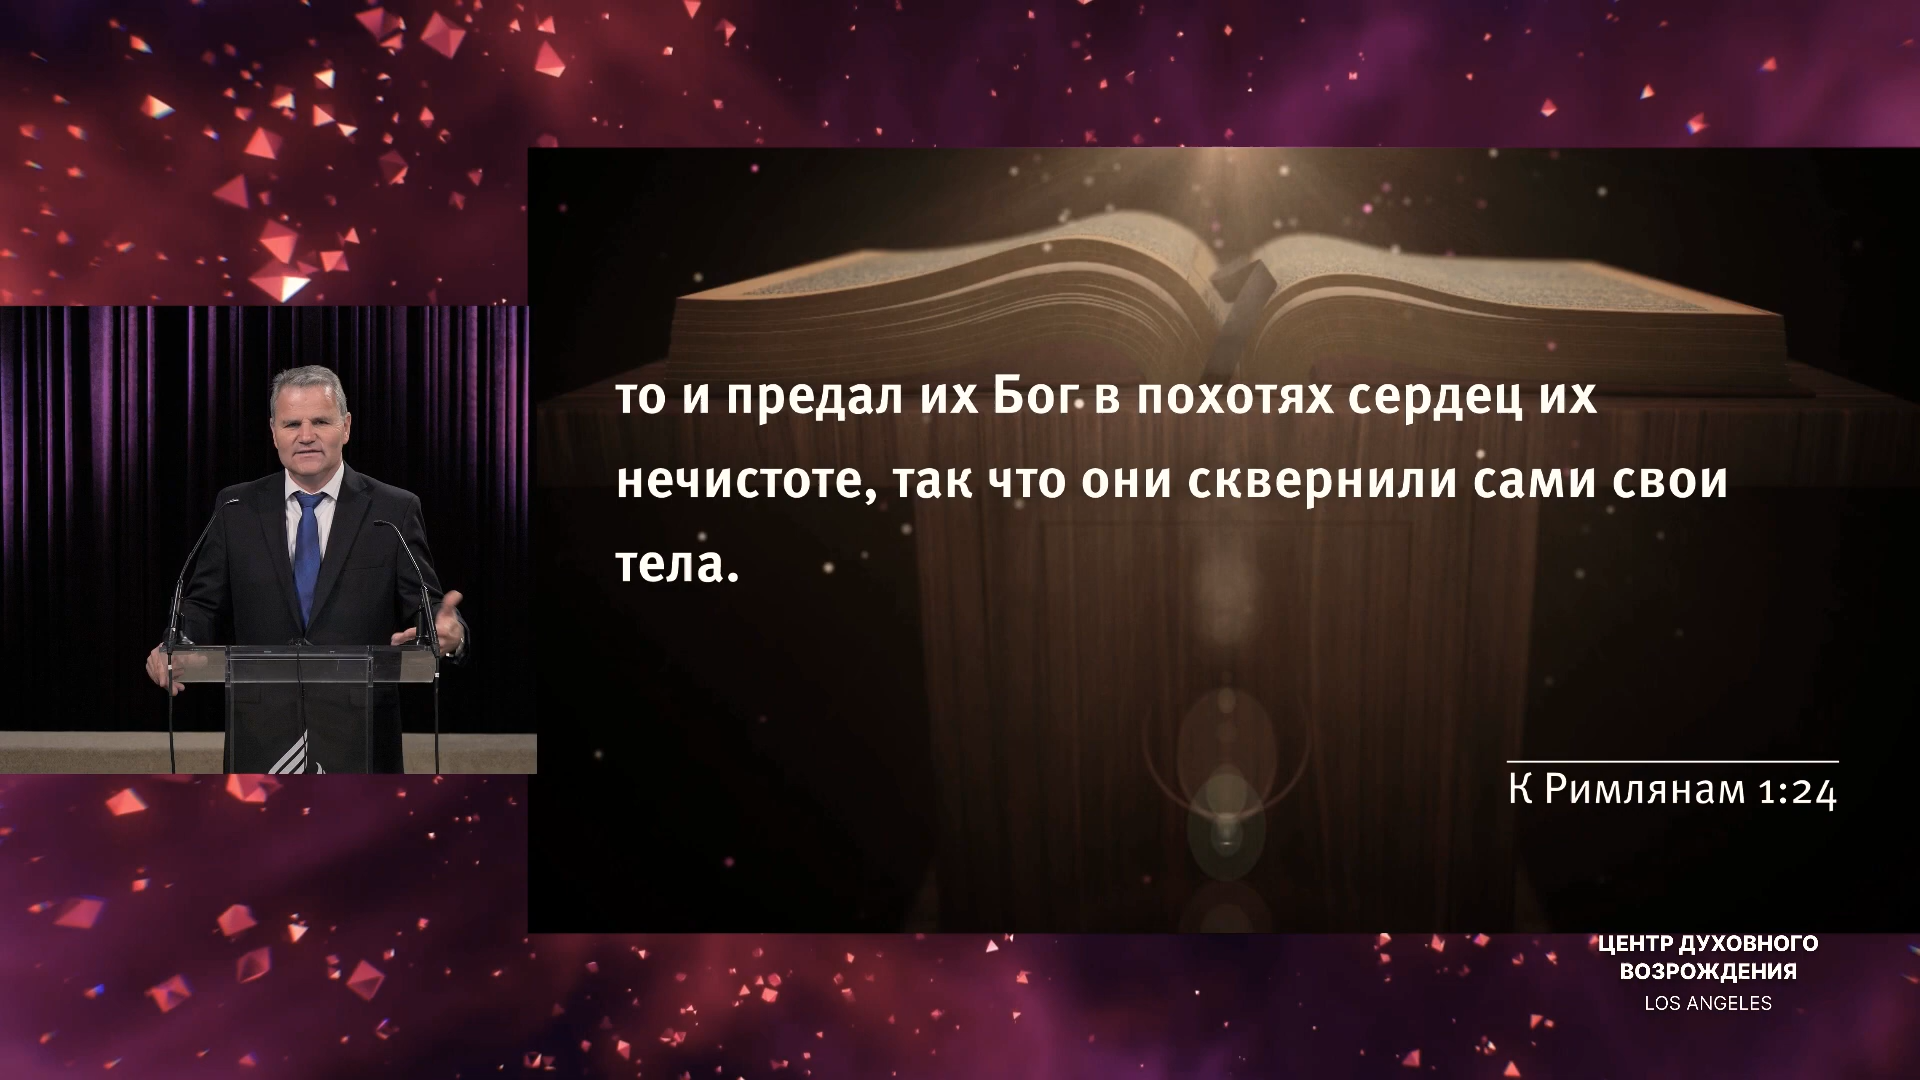 то и предал их Бог в похотях сердец их
нечистоте, так что они сквернили сами свои
тела.
К Римлянам 1:24
ЦЕНТР ДУХОВНОГО
ВОЗРОЖДЕНИЯ
LOS ANGELES